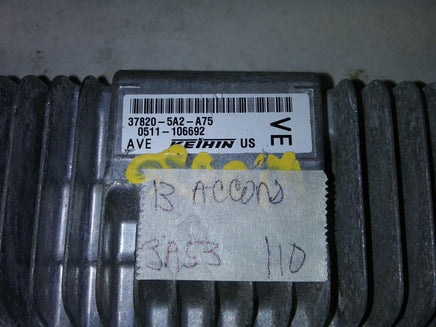 37820-5A2-A75
0511-106692
AVE KEIHIN US
VE
13 ACCORD
3A53 110